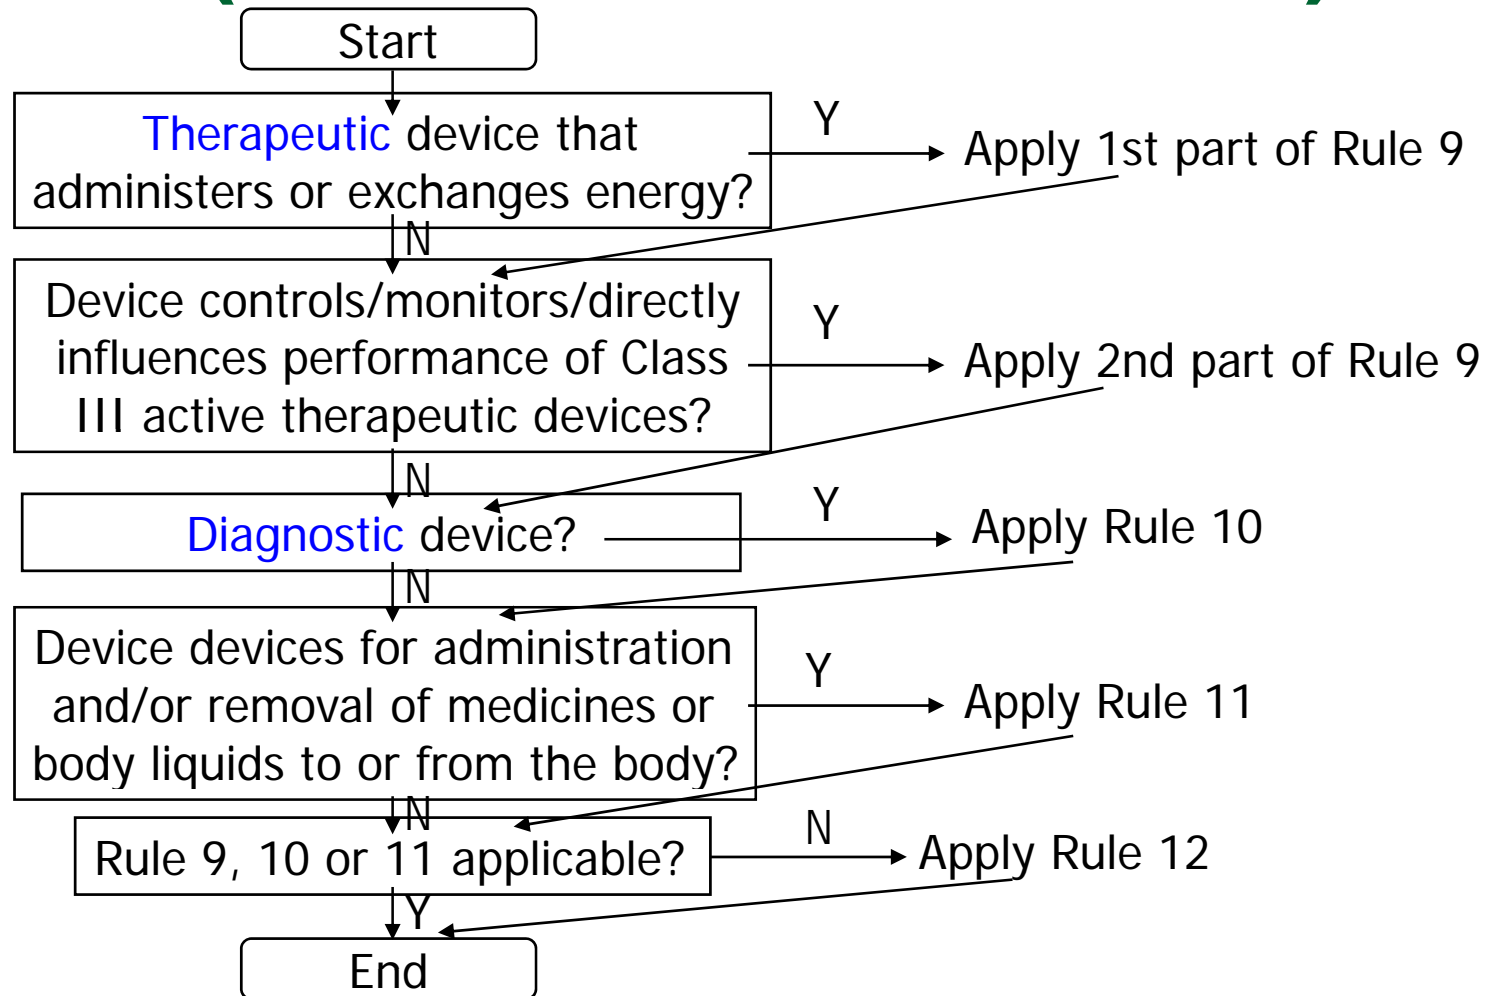 Start
Therapeutic device that
administers or exchanges energy?
Y
Apply 1st part of Rule 9
N
Device controls/monitors/directly
influences performance of Class
III active therapeutic devices?
Y
Apply 2nd part of Rule 9
N
Diagnostic device?
Y
Apply Rule 10
N
Device devices for administration
and/or removal of medicines or
body liquids to or from the body?
Y
Apply Rule 11
N
Rule 9, 10 or 11 applicable?
N
Apply Rule 12
Y
End